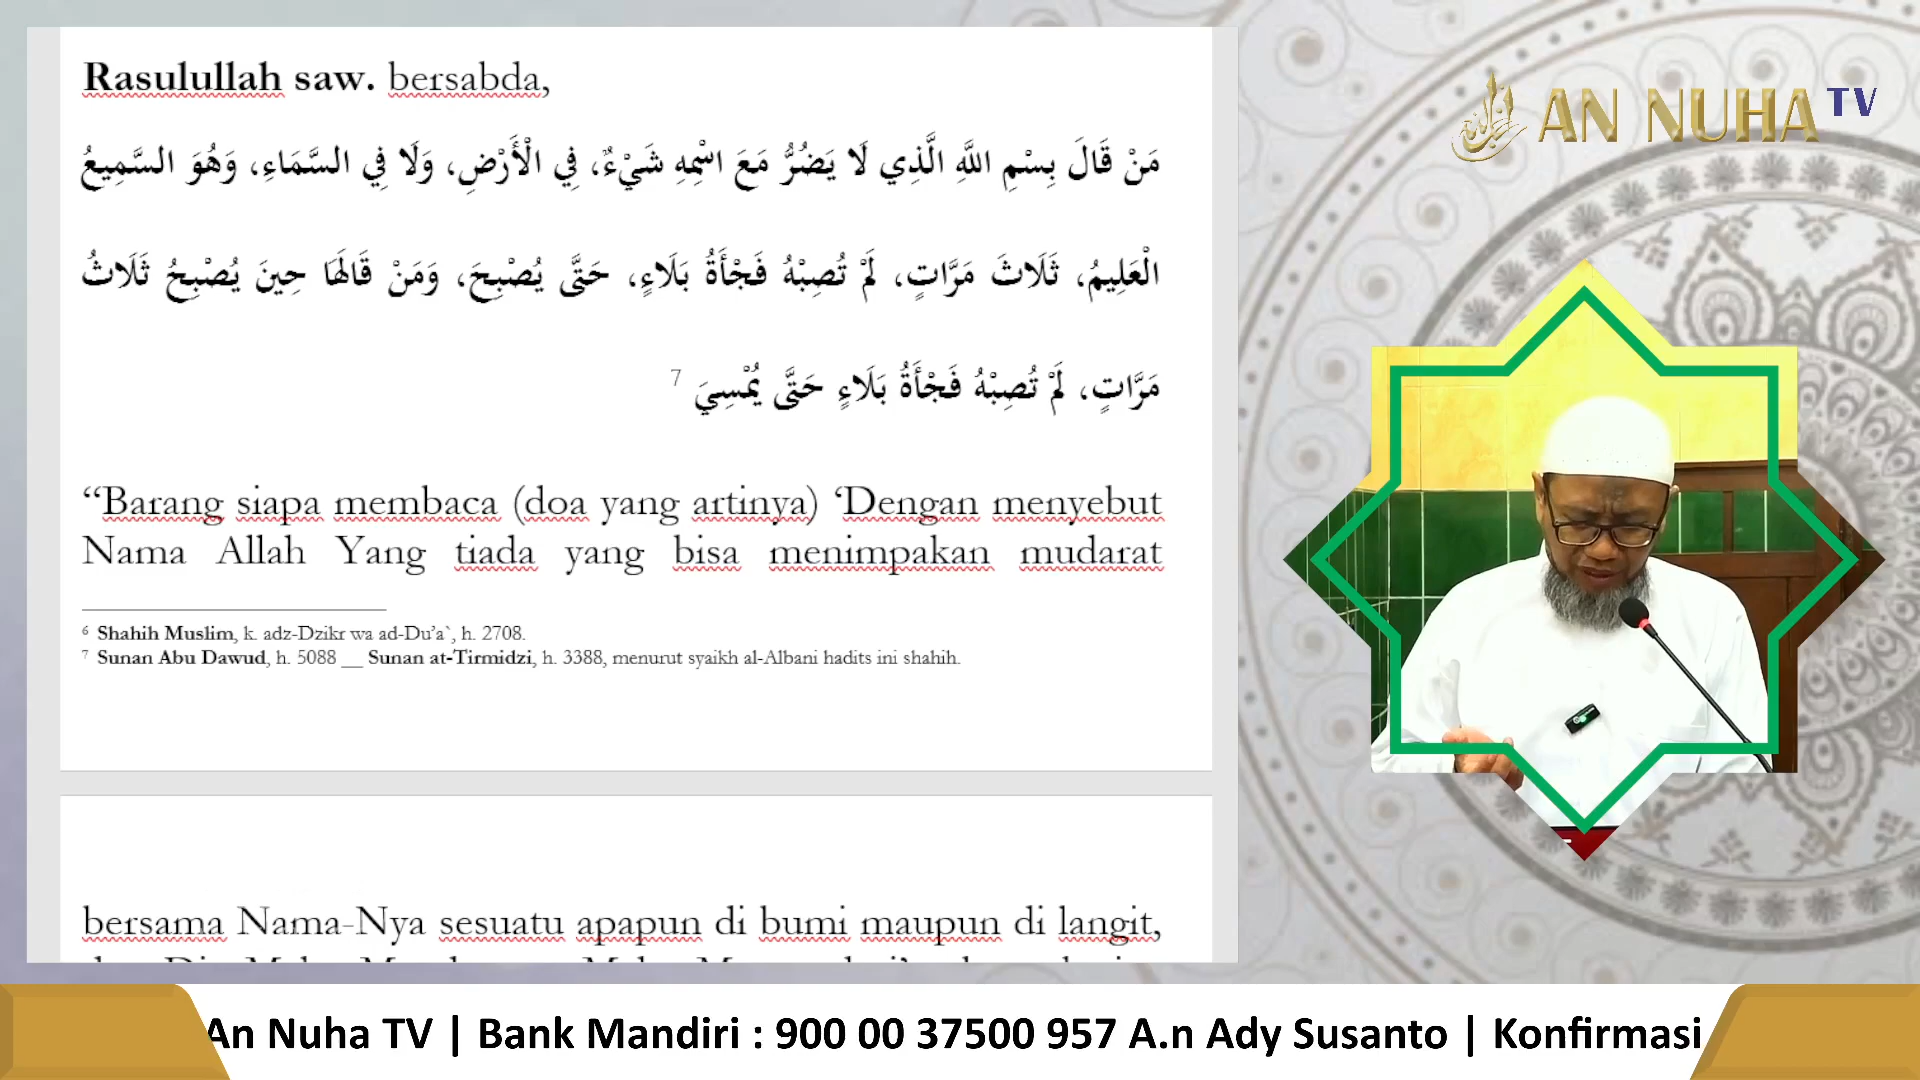 Rasulullah saw. bersabda,
مَنْ قَالَ بِسْمِ اللَّهِ الَّذِي لَا يَضُرُّ مَعَ اسْمِهِ شَيْءٌ، فِي الْأَرْضِ، وَلَا فِي السَّمَاءِ، وَهُوَ السَّمِيعُ
الْعَلِيمُ، ثَلَاثَ مَرَّاتٍ، لَمْ تُصِبْهُ فَجْأَةُ بَلَاءٍ، حَتَّى يُصْبِحَ، وَمَنْ قَالَهَا حِينَ يُصْبِحُ ثَلَاثُ
مَرَّاتٍ، لَمْ تُصِبْهُ فَجْأَةُ بَلَاءٍ حَتَّى يُمْسِيَ 7
“Barang siapa membaca (doa yang artinya) ‘Dengan menyebut
Nama Allah Yang tiada yang bisa menimpakan mudarat
6 Shahih Muslim, k. adz-Dzikr wa ad-Du’a`, h. 2708.
7 Sunan Abu Dawud, h. 5088 __ Sunan at-Tirmidzi, h. 3388, menurut syaikh al-Albani hadits ini shahih.
bersama Nama-Nya sesuatu apapun di bumi maupun di langit,
AN NUHA TV
An Nuha TV | Bank Mandiri : 900 00 37500 957 A.n Ady Susanto | Konfirmasi